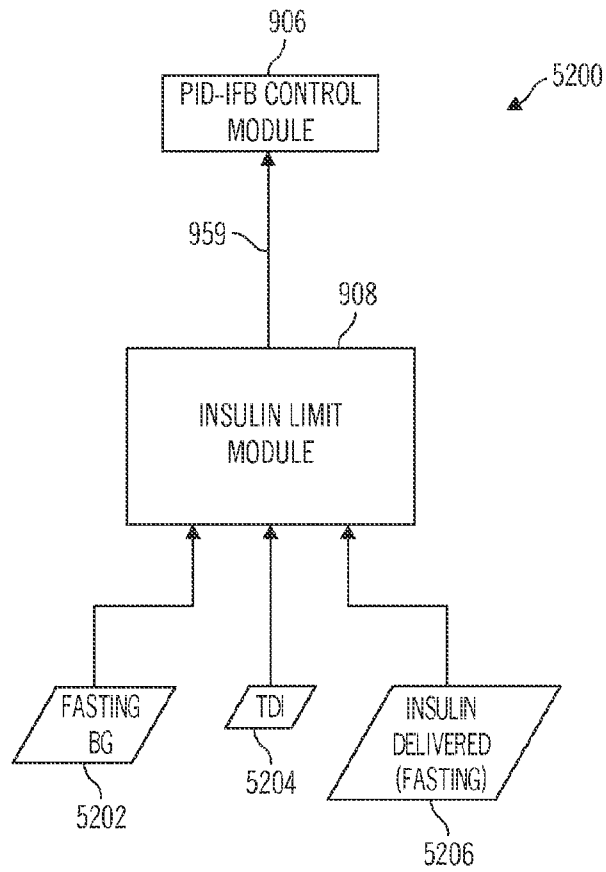 906
PID-IFB CONTROL
MODULE
5200
959
908
INSULIN LIMIT
MODULE
FASTING
BG
5202
TDI
5204
INSULIN
DELIVERED
(FASTING)
5206